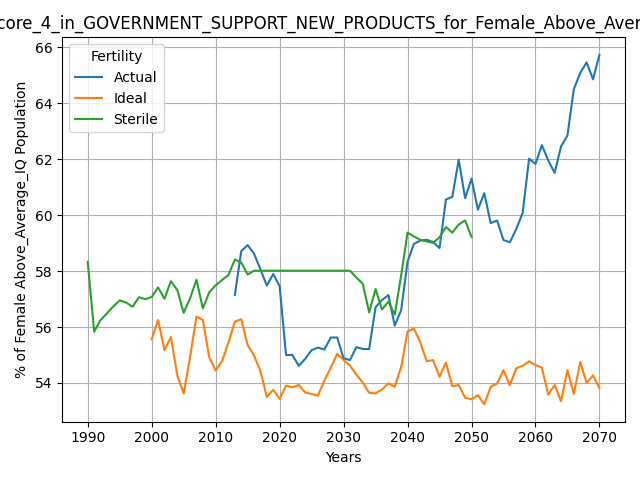 core_4_in_GOVERNMENT_SUPPORT_NEW_PRODUCTS_for_Female_Above_Aver
Fertility
Actual
Ideal
Sterile
% of Female Above_Average_IQ Population
66
64
62
60
58
56
54
1990 2000 2010 2020 2030 2040 2050 2060 2070
Years